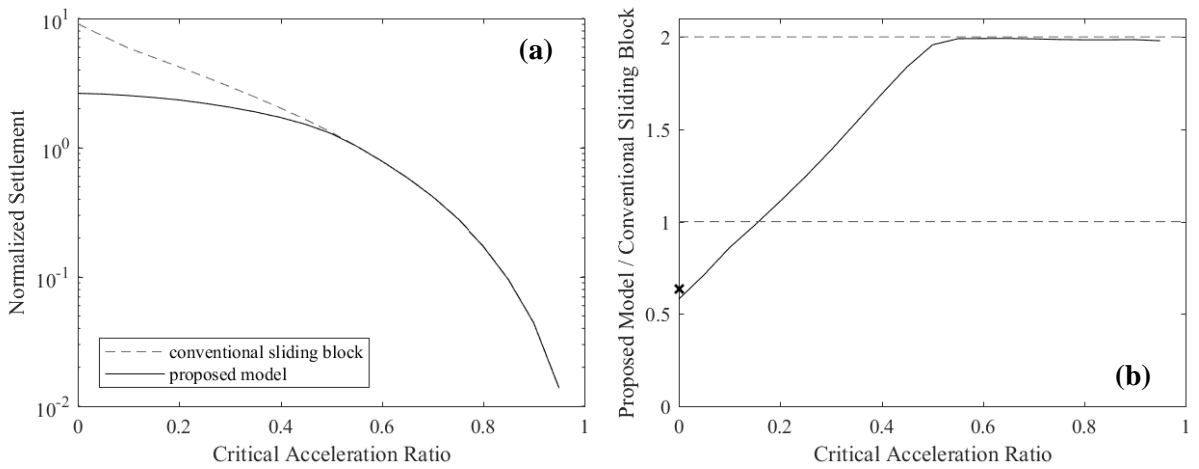 (a)
Normalized Settlement
10^1
10^0
10^-1
10^-2
conventional sliding block
proposed model
0 0.2 0.4 0.6 0.8 1
Critical Acceleration Ratio
(b)
Proposed Model / Conventional Sliding Block
2
1.5
1
0.5
0
0 0.2 0.4 0.6 0.8 1
Critical Acceleration Ratio